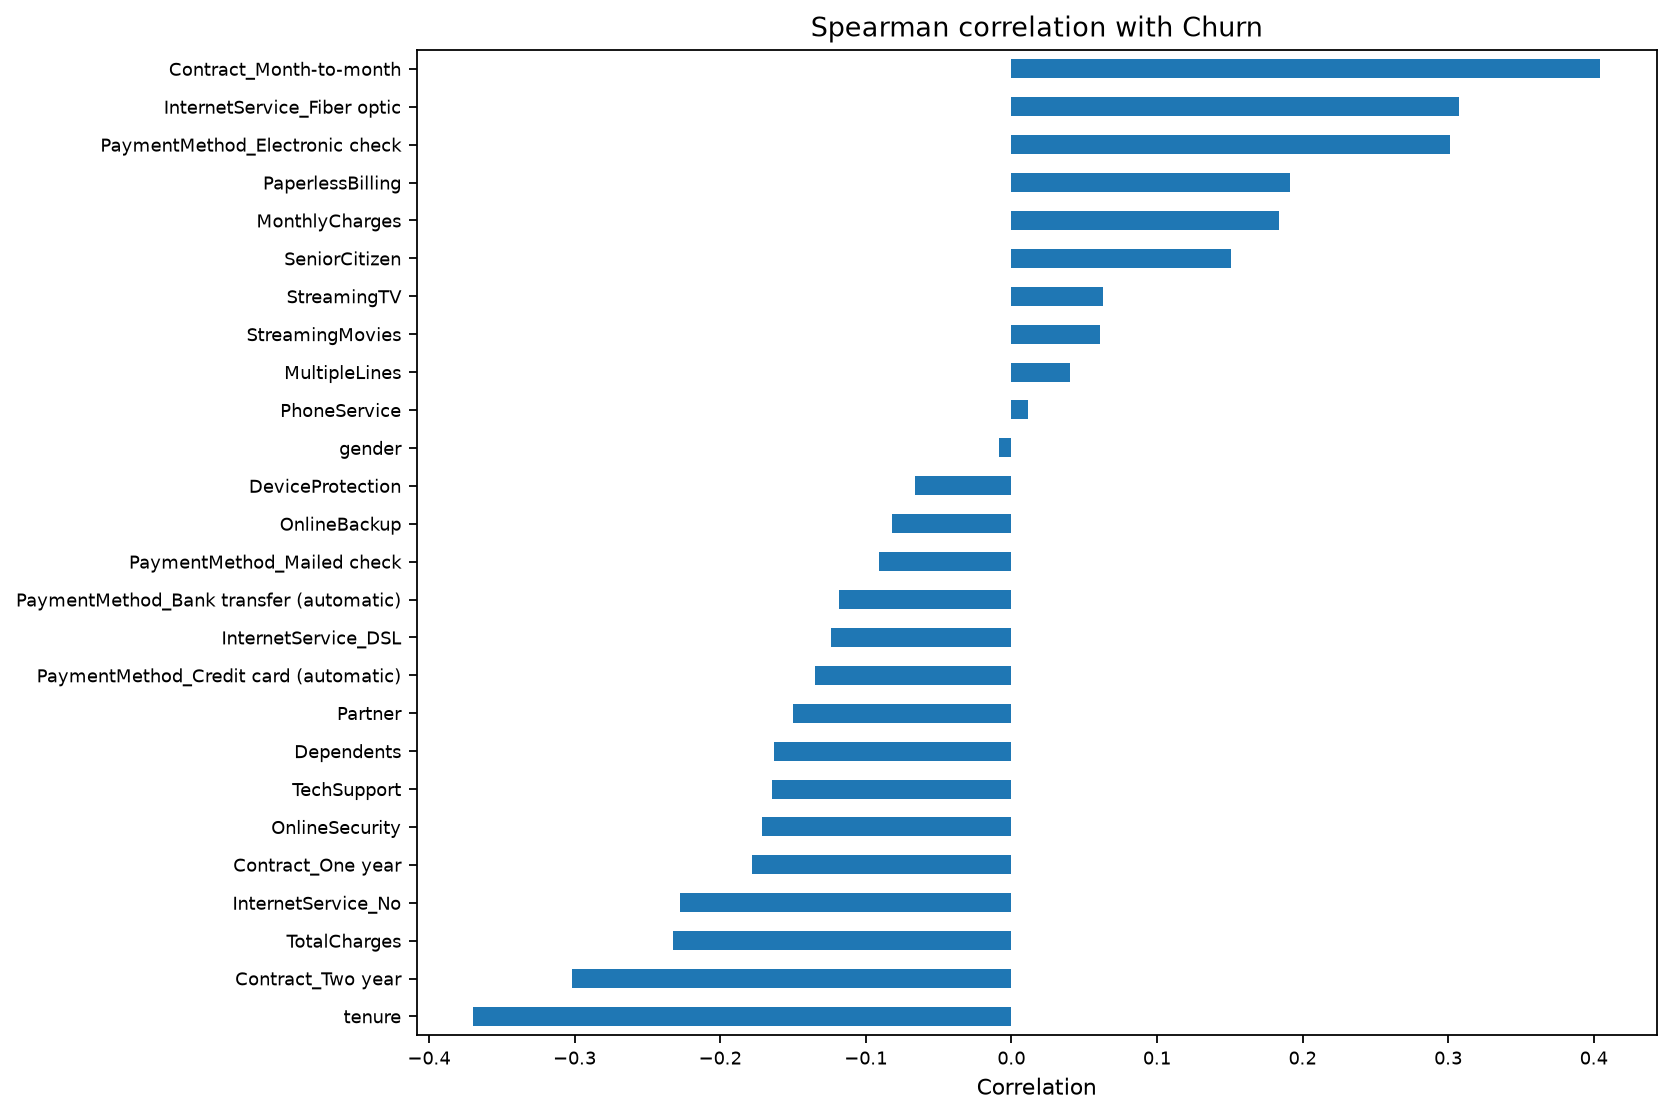 Spearman correlation with Churn
Contract_Month-to-month
InternetService_Fiber optic
PaymentMethod_Electronic check
PaperlessBilling
MonthlyCharges
SeniorCitizen
StreamingTV
StreamingMovies
MultipleLines
PhoneService
gender
DeviceProtection
OnlineBackup
PaymentMethod_Mailed check
PaymentMethod_Bank transfer (automatic)
InternetService_DSL
PaymentMethod_Credit card (automatic)
Partner
Dependents
TechSupport
OnlineSecurity
Contract_One year
InternetService_No
TotalCharges
Contract_Two year
tenure
−0.4 −0.3 −0.2 −0.1 0.0 0.1 0.2 0.3 0.4
Correlation